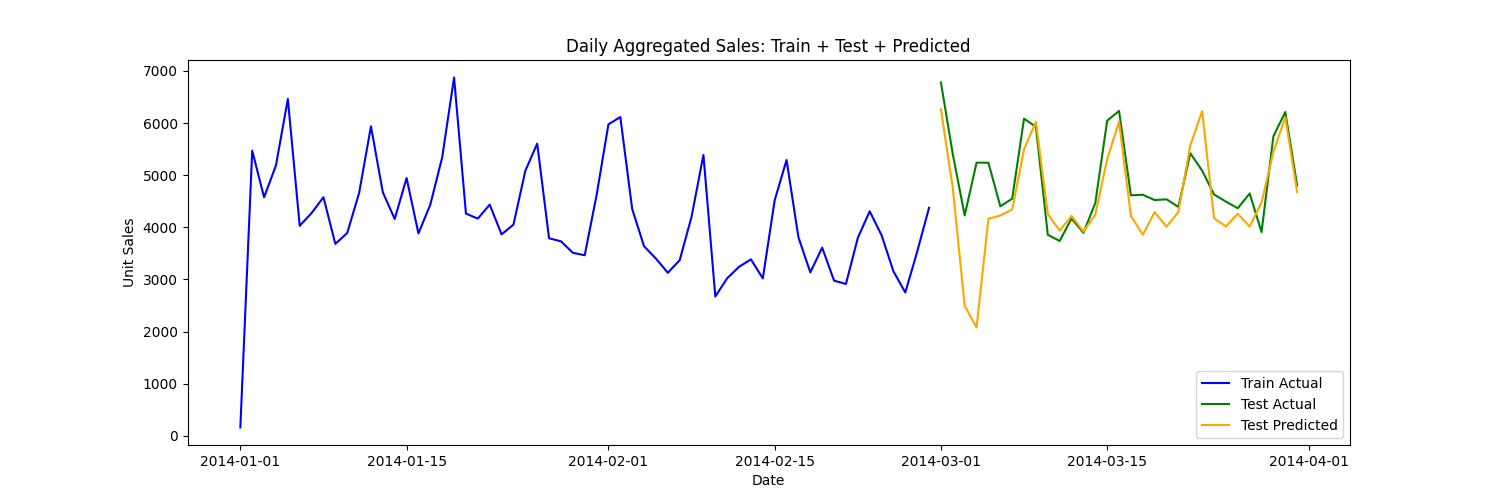 Daily Aggregated Sales: Train + Test + Predicted
Unit Sales
7000
6000
5000
4000
3000
2000
1000
0
2014-01-01
2014-01-15
2014-02-01
2014-02-15
2014-03-01
2014-03-15
2014-04-01
Date
Train Actual
Test Actual
Test Predicted